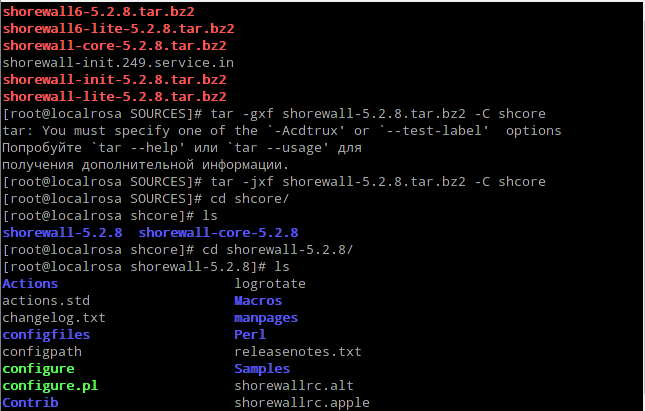 shorewall6-5.2.8.tar.bz2
shorewall6-lite-5.2.8.tar.bz2
shorewall-core-5.2.8.tar.bz2
shorewall-init.249.service.in
shorewall-init-5.2.8.tar.bz2
shorewall-lite-5.2.8.tar.bz2
[root@localrosa SOURCES]# tar -gxf shorewall-5.2.8.tar.bz2 -C shcore
tar: You must specify one of the `-Acdtrux' or `--test-label'  options
Попробуйте `tar --help' или `tar --usage' для
получения дополнительной информации.
[root@localrosa SOURCES]# tar -jxf shorewall-5.2.8.tar.bz2 -C shcore
[root@localrosa SOURCES]# cd shcore/
[root@localrosa shcore]# ls
shorewall-5.2.8  shorewall-core-5.2.8
[root@localrosa shcore]# cd shorewall-5.2.8/
[root@localrosa shorewall-5.2.8]# ls
Actions                    logrotate
actions.std                Macros
changelog.txt              manpages
configfiles                Perl
configpath                 releasenotes.txt
configure                  Samples
configure.pl               shorewallrc.alt
Contrib                    shorewallrc.apple